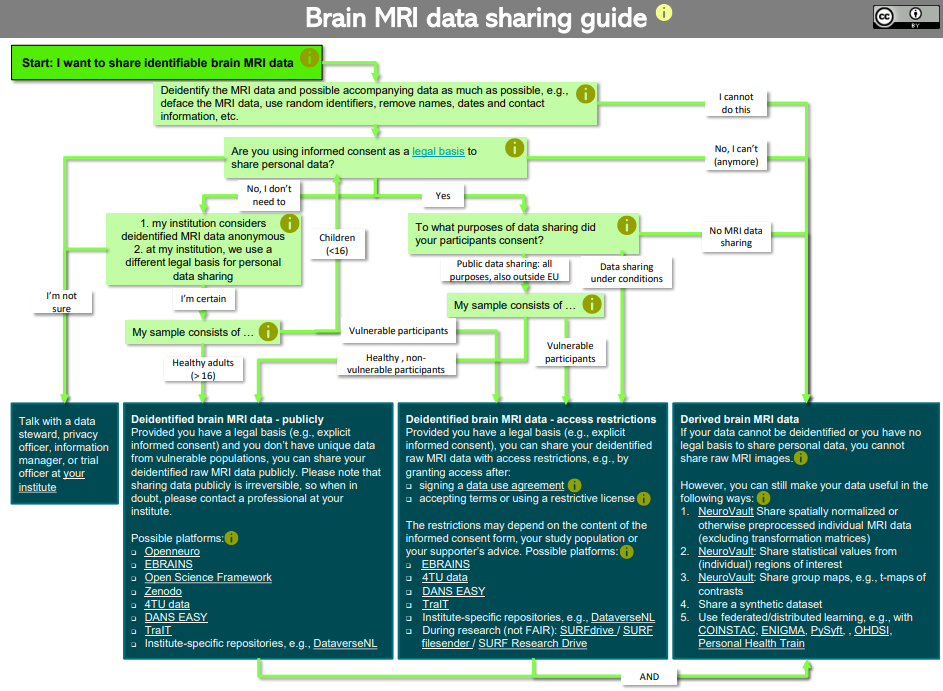 Brain MRI data sharing guide i
cc BY
Start: I want to share identifiable brain MRI data i
Deidentify the MRI data and possible accompanying data as much as possible, e.g., i
deface the MRI data, use random identifiers, remove names, dates and contact
information, etc.
I cannot
do this
Are you using informed consent as a legal basis to i
share personal data?
No, I can't
(anymore)
No, I don't
need to
Yes
1. my institution considers i
deidentified MRI data anonymous
2. at my institution, we use a
different legal basis for personal
data sharing
Children
(<16)
To what purposes of data sharing did i
your participants consent?
No MRI data
sharing
Public data sharing: all
purposes, also outside EU
Data sharing
under conditions
I'm not
sure
I'm certain
My sample consists of … i
My sample consists of … i
Vulnerable participants
Vulnerable
participants
Healthy adults
(> 16)
Healthy , non-
vulnerable participants
Talk with a data
steward, privacy
officer, information
manager, or trial
officer at your
institute
Deidentified brain MRI data - publicly
Provided you have a legal basis (e.g., explicit
informed consent) and you don't have unique data
from vulnerable populations, you can share your
deidentified raw MRI data publicly. Please note that
sharing data publicly is irreversible, so when in
doubt, please contact a professional at your
institute.
Possible platforms: i
Openneuro
EBRAINS
Open Science Framework
Zenodo
4TU data
DANS EASY
TraIT
Institute-specific repositories, e.g., DataverseNL
Deidentified brain MRI data - access restrictions
Provided you have a legal basis (e.g., explicit
informed consent), you can share your deidentified
raw MRI data with access restrictions, e.g., by
granting access after:
signing a data use agreement i
accepting terms or using a restrictive license i
The restrictions may depend on the content of the
informed consent form, your study population or
your supporter's advice. Possible platforms: i
EBRAINS
4TU data
DANS EASY
TraIT
Institute-specific repositories, e.g., DataverseNL
During research (not FAIR): SURFdrive / SURF
filesender / SURF Research Drive
Derived brain MRI data
If your data cannot be deidentified or you have no
legal basis to share personal data, you cannot
share raw MRI images. i
However, you can still make your data useful in the
following ways: i
1. NeuroVault Share spatially normalized or
otherwise preprocessed individual MRI data
(excluding transformation matrices)
2. NeuroVault: Share statistical values from
(individual) regions of interest
3. NeuroVault: Share group maps, e.g., t-maps of
contrasts
4. Share a synthetic dataset
5. Use federated/distributed learning, e.g., with
COINSTAC, ENIGMA, PySyft, , OHDSI,
Personal Health Train
AND